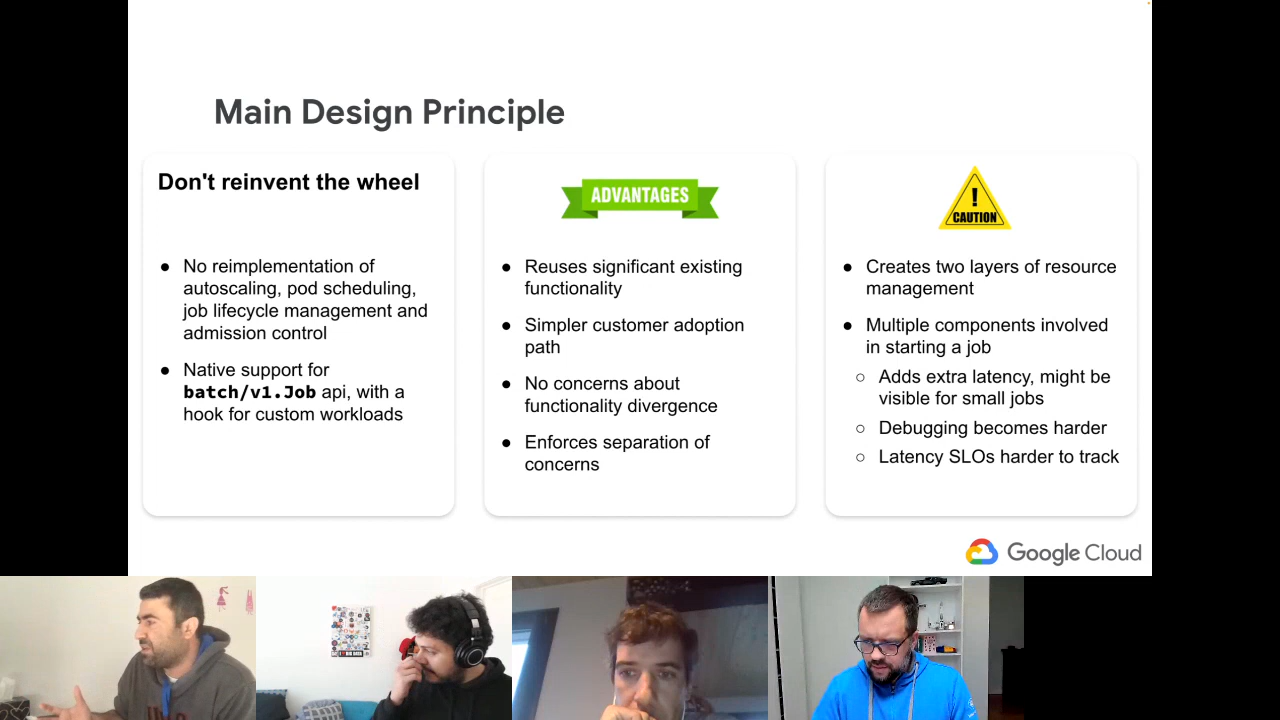 Main Design Principle
Don't reinvent the wheel
● No reimplementation of
autoscaling, pod scheduling,
job lifecycle management and
admission control
● Native support for
batch/v1.Job api, with a
hook for custom workloads
ADVANTAGES
● Reuses significant existing
functionality
● Simpler customer adoption
path
● No concerns about
functionality divergence
● Enforces separation of
concerns
!
CAUTION
● Creates two layers of resource
management
● Multiple components involved
in starting a job
○ Adds extra latency, might be
visible for small jobs
○ Debugging becomes harder
○ Latency SLOs harder to track
Google Cloud